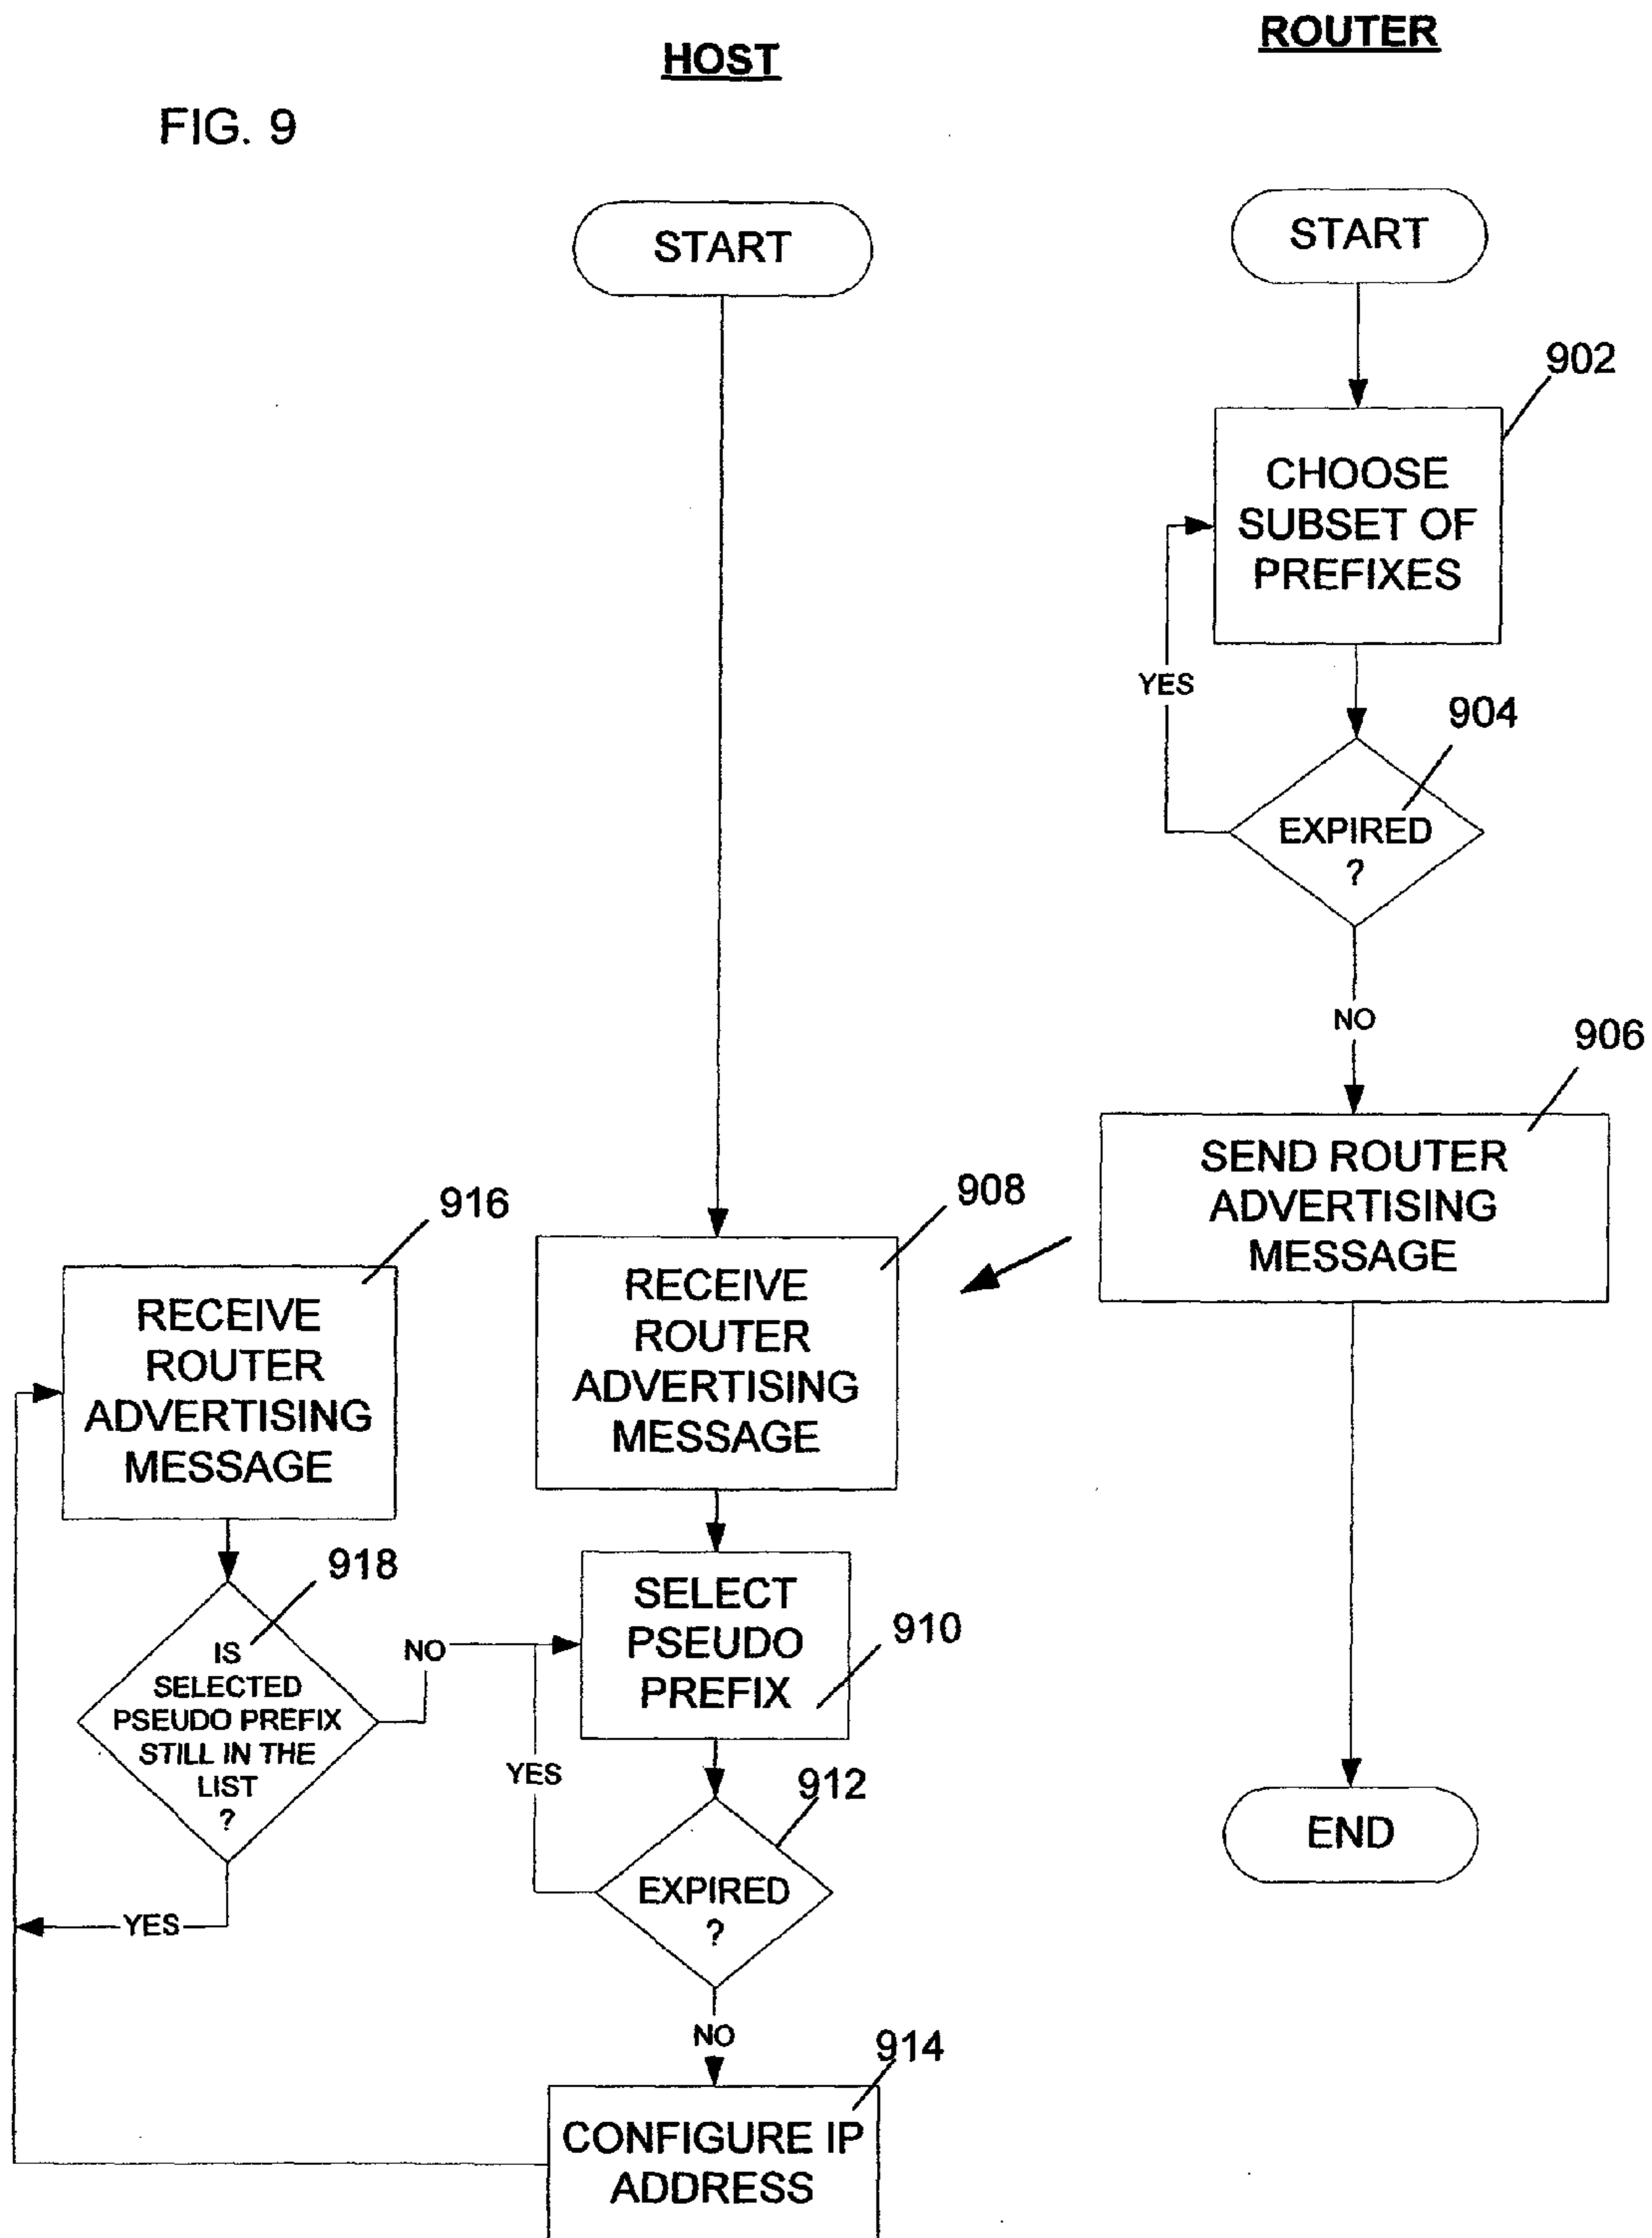 HOST
ROUTER
FIG. 9
START
START
902
CHOOSE
SUBSET OF
PREFIXES
YES
904
EXPIRED
?
NO
906
SEND ROUTER
ADVERTISING
MESSAGE
908
RECEIVE
ROUTER
ADVERTISING
MESSAGE
916
RECEIVE
ROUTER
ADVERTISING
MESSAGE
918
IS
SELECTED
PSEUDO PREFIX
STILL IN THE
LIST
?
NO
YES
SELECT
PSEUDO
PREFIX
910
YES
912
EXPIRED
?
NO
914
CONFIGURE IP
ADDRESS
END